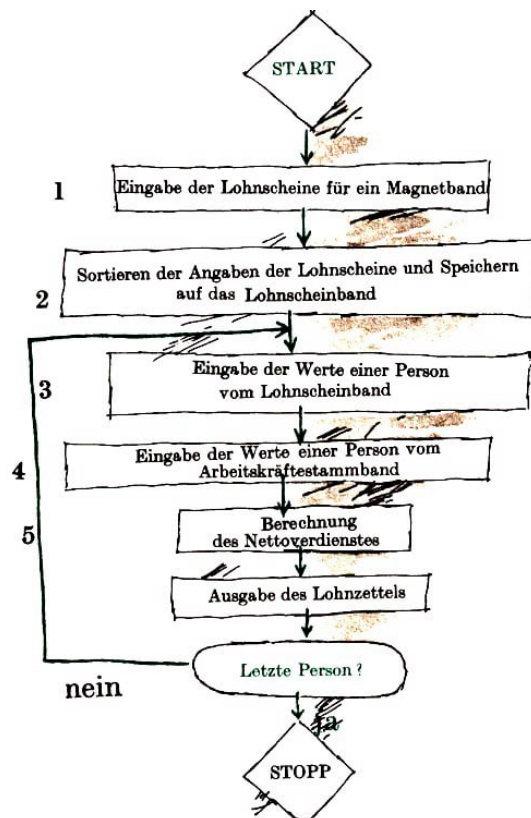 START
1
Eingabe der Lohnscheine für ein Magnetband
Sortieren der Angaben der Lohnscheine und Speichern
2
auf das Lohnscheinband
Eingabe der Werte einer Person
3
vom Lohnscheinband
Eingabe der Werte einer Person vom
4
Arbeitskräftestammband
Berechnung
5
des Nettoverdienstes
Ausgabe des Lohnzettels
Letzte Person?
nein
ja
STOPP